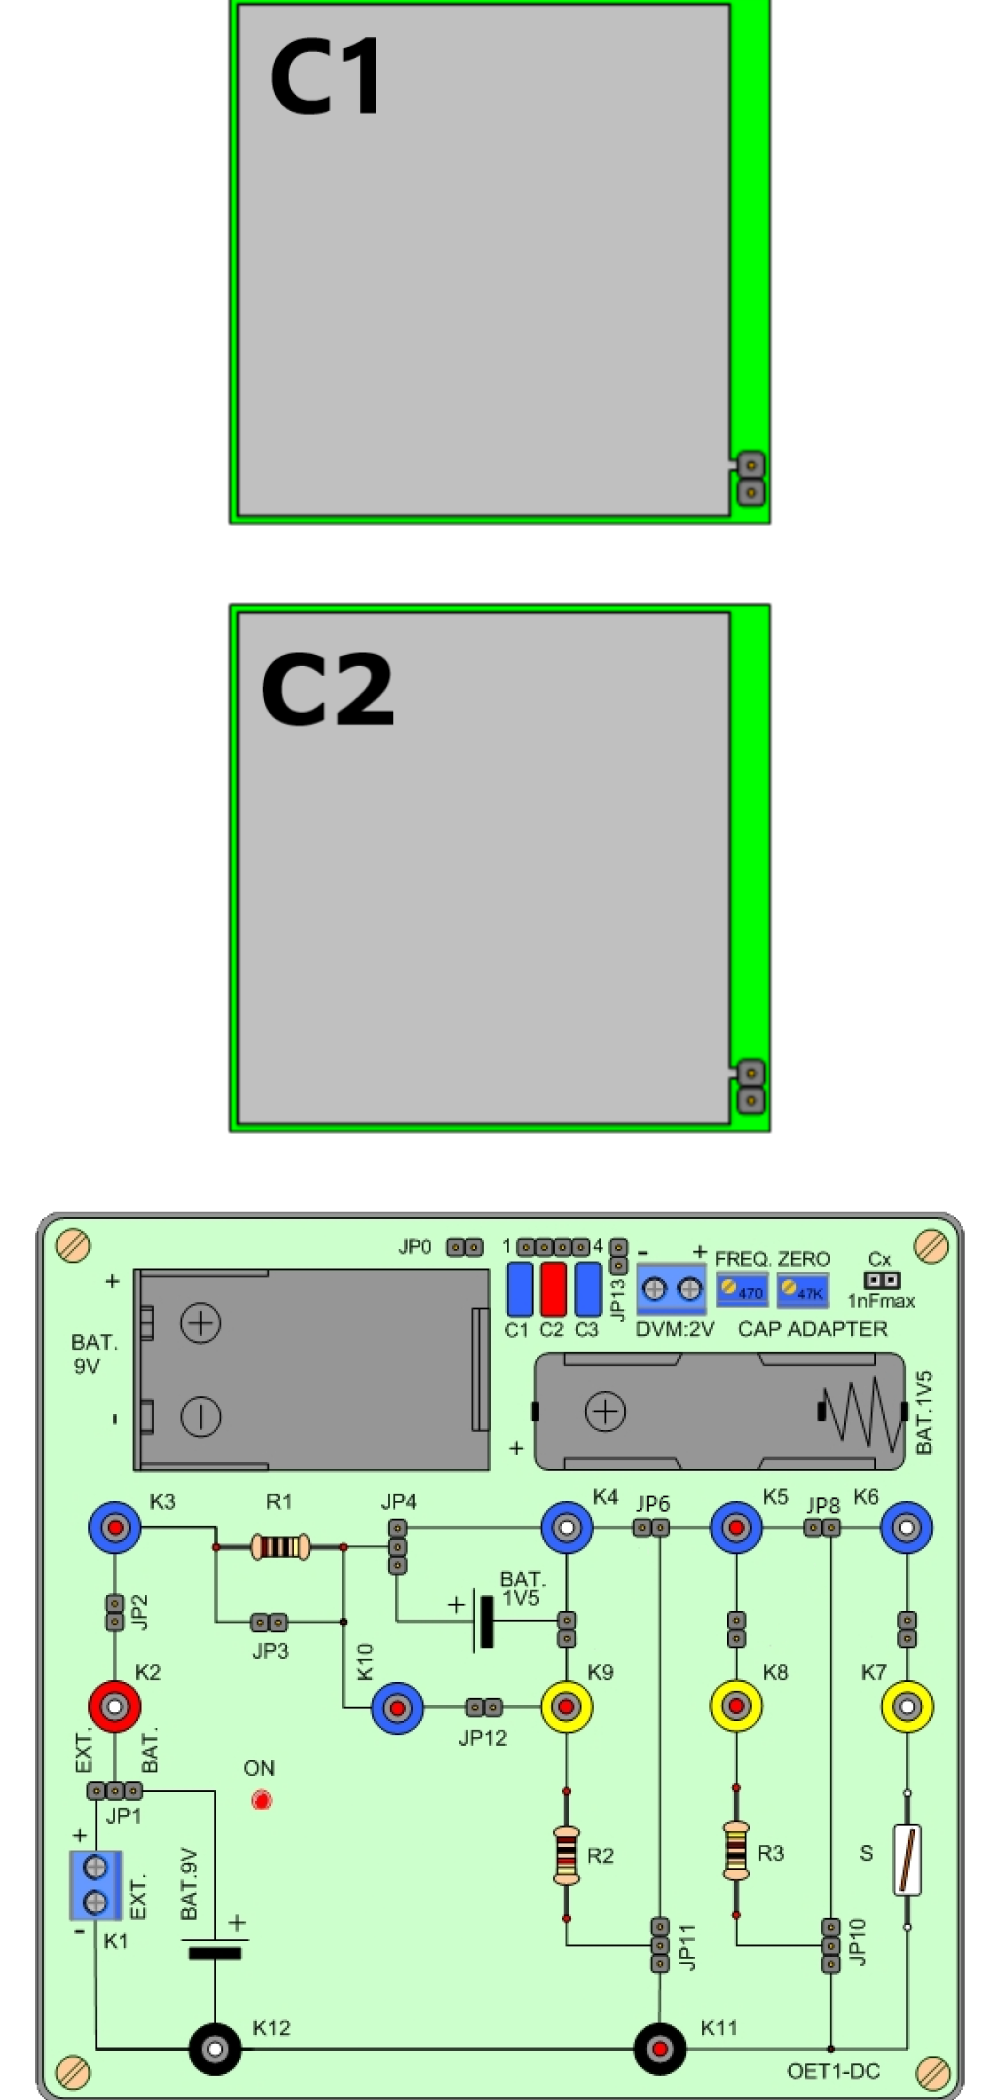 C1
C2
JP0 1 4 - +
FREQ. ZERO Cx
470 47K
1nFmax
C1 C2 C3 JP13 DVM:2V CAP ADAPTER
+
BAT.
9V
-
+
-
+
BAT.1V5
+
K3 R1 JP4 K4 JP6 K5 JP8 K6
JP2
+ BAT.
1V5
JP3
K10
K2 K9 K8 K7
JP12
EXT. BAT.
ON
JP1
+
EXT.
BAT.9V
R2 R3 S
-
K1
+
JP11 JP10
K12 K11
OET1-DC